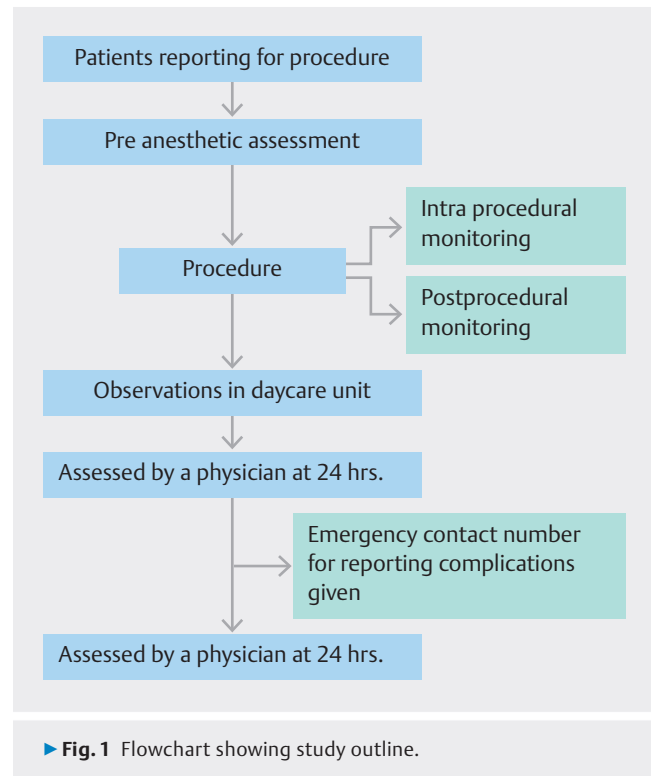 Patients reporting for procedure
Pre anesthetic assessment
Intra procedural
monitoring
Procedure
Postprocedural
monitoring
Observations in daycare unit
Assessed by a physician at 24 hrs.
Emergency contact number
for reporting complications
given
Assessed by a physician at 24 hrs.
▶ Fig. 1 Flowchart showing study outline.